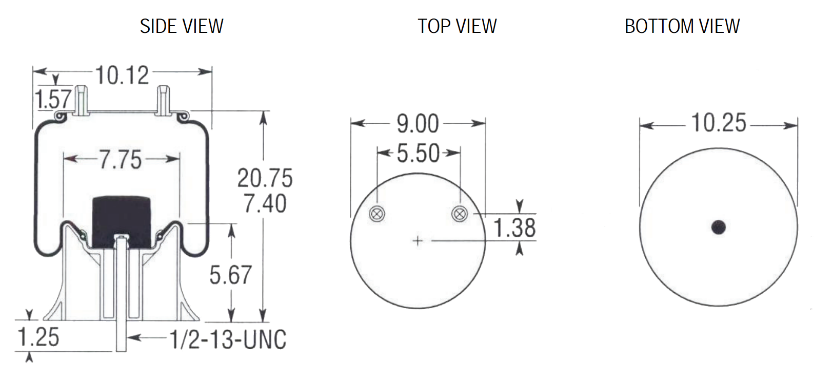 SIDE VIEW
TOP VIEW
BOTTOM VIEW
10.12
1.57
7.75
20.75
7.40
5.67
1.25
1/2-13-UNC
9.00
5.50
1.38
10.25